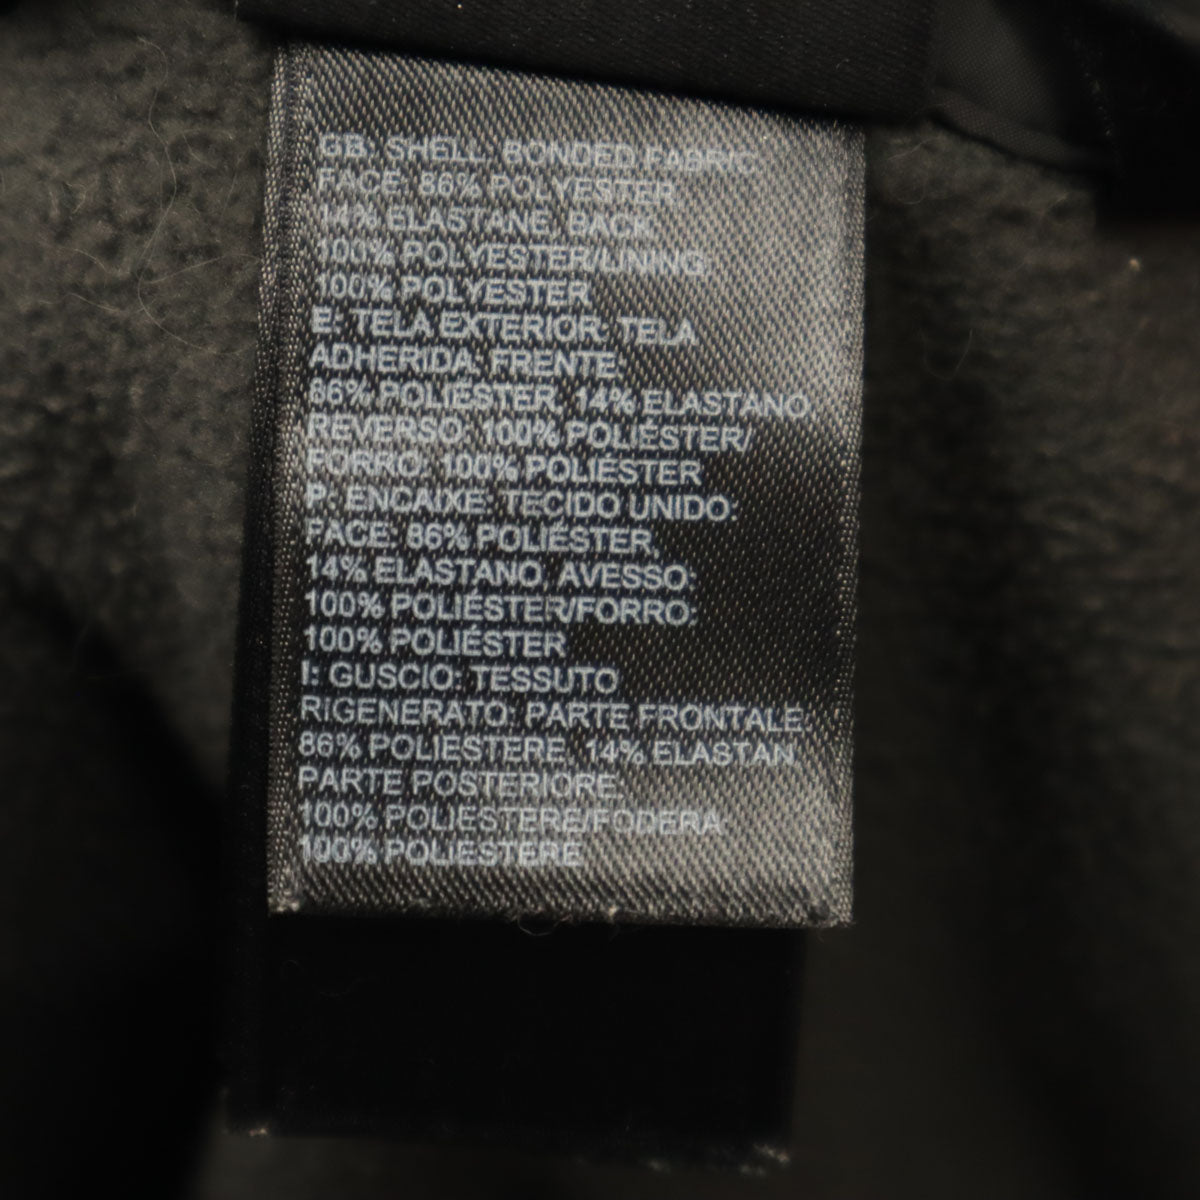 GB: SHELL: BONDED FABRIC
FACE: 86% POLYESTER,
14% ELASTANE, BACK:
100% POLYESTER/LINING:
100% POLYESTER
E: TELA EXTERIOR: TELA
ADHERIDA, FRENTE:
86% POLIÉSTER, 14% ELASTANO,
REVERSO: 100% POLIÉSTER/
FORRO: 100% POLIÉSTER
P: ENCAIXE: TECIDO UNIDO:
FACE: 86% POLIÉSTER,
14% ELASTANO, AVESSO:
100% POLIÉSTER/FORRO:
100% POLIÉSTER
I: GUSCIO: TESSUTO
RIGENERATO: PARTE FRONTALE:
86% POLIESTERE, 14% ELASTAN,
PARTE POSTERIORE:
100% POLIESTERE/FODERA:
100% POLIESTERE